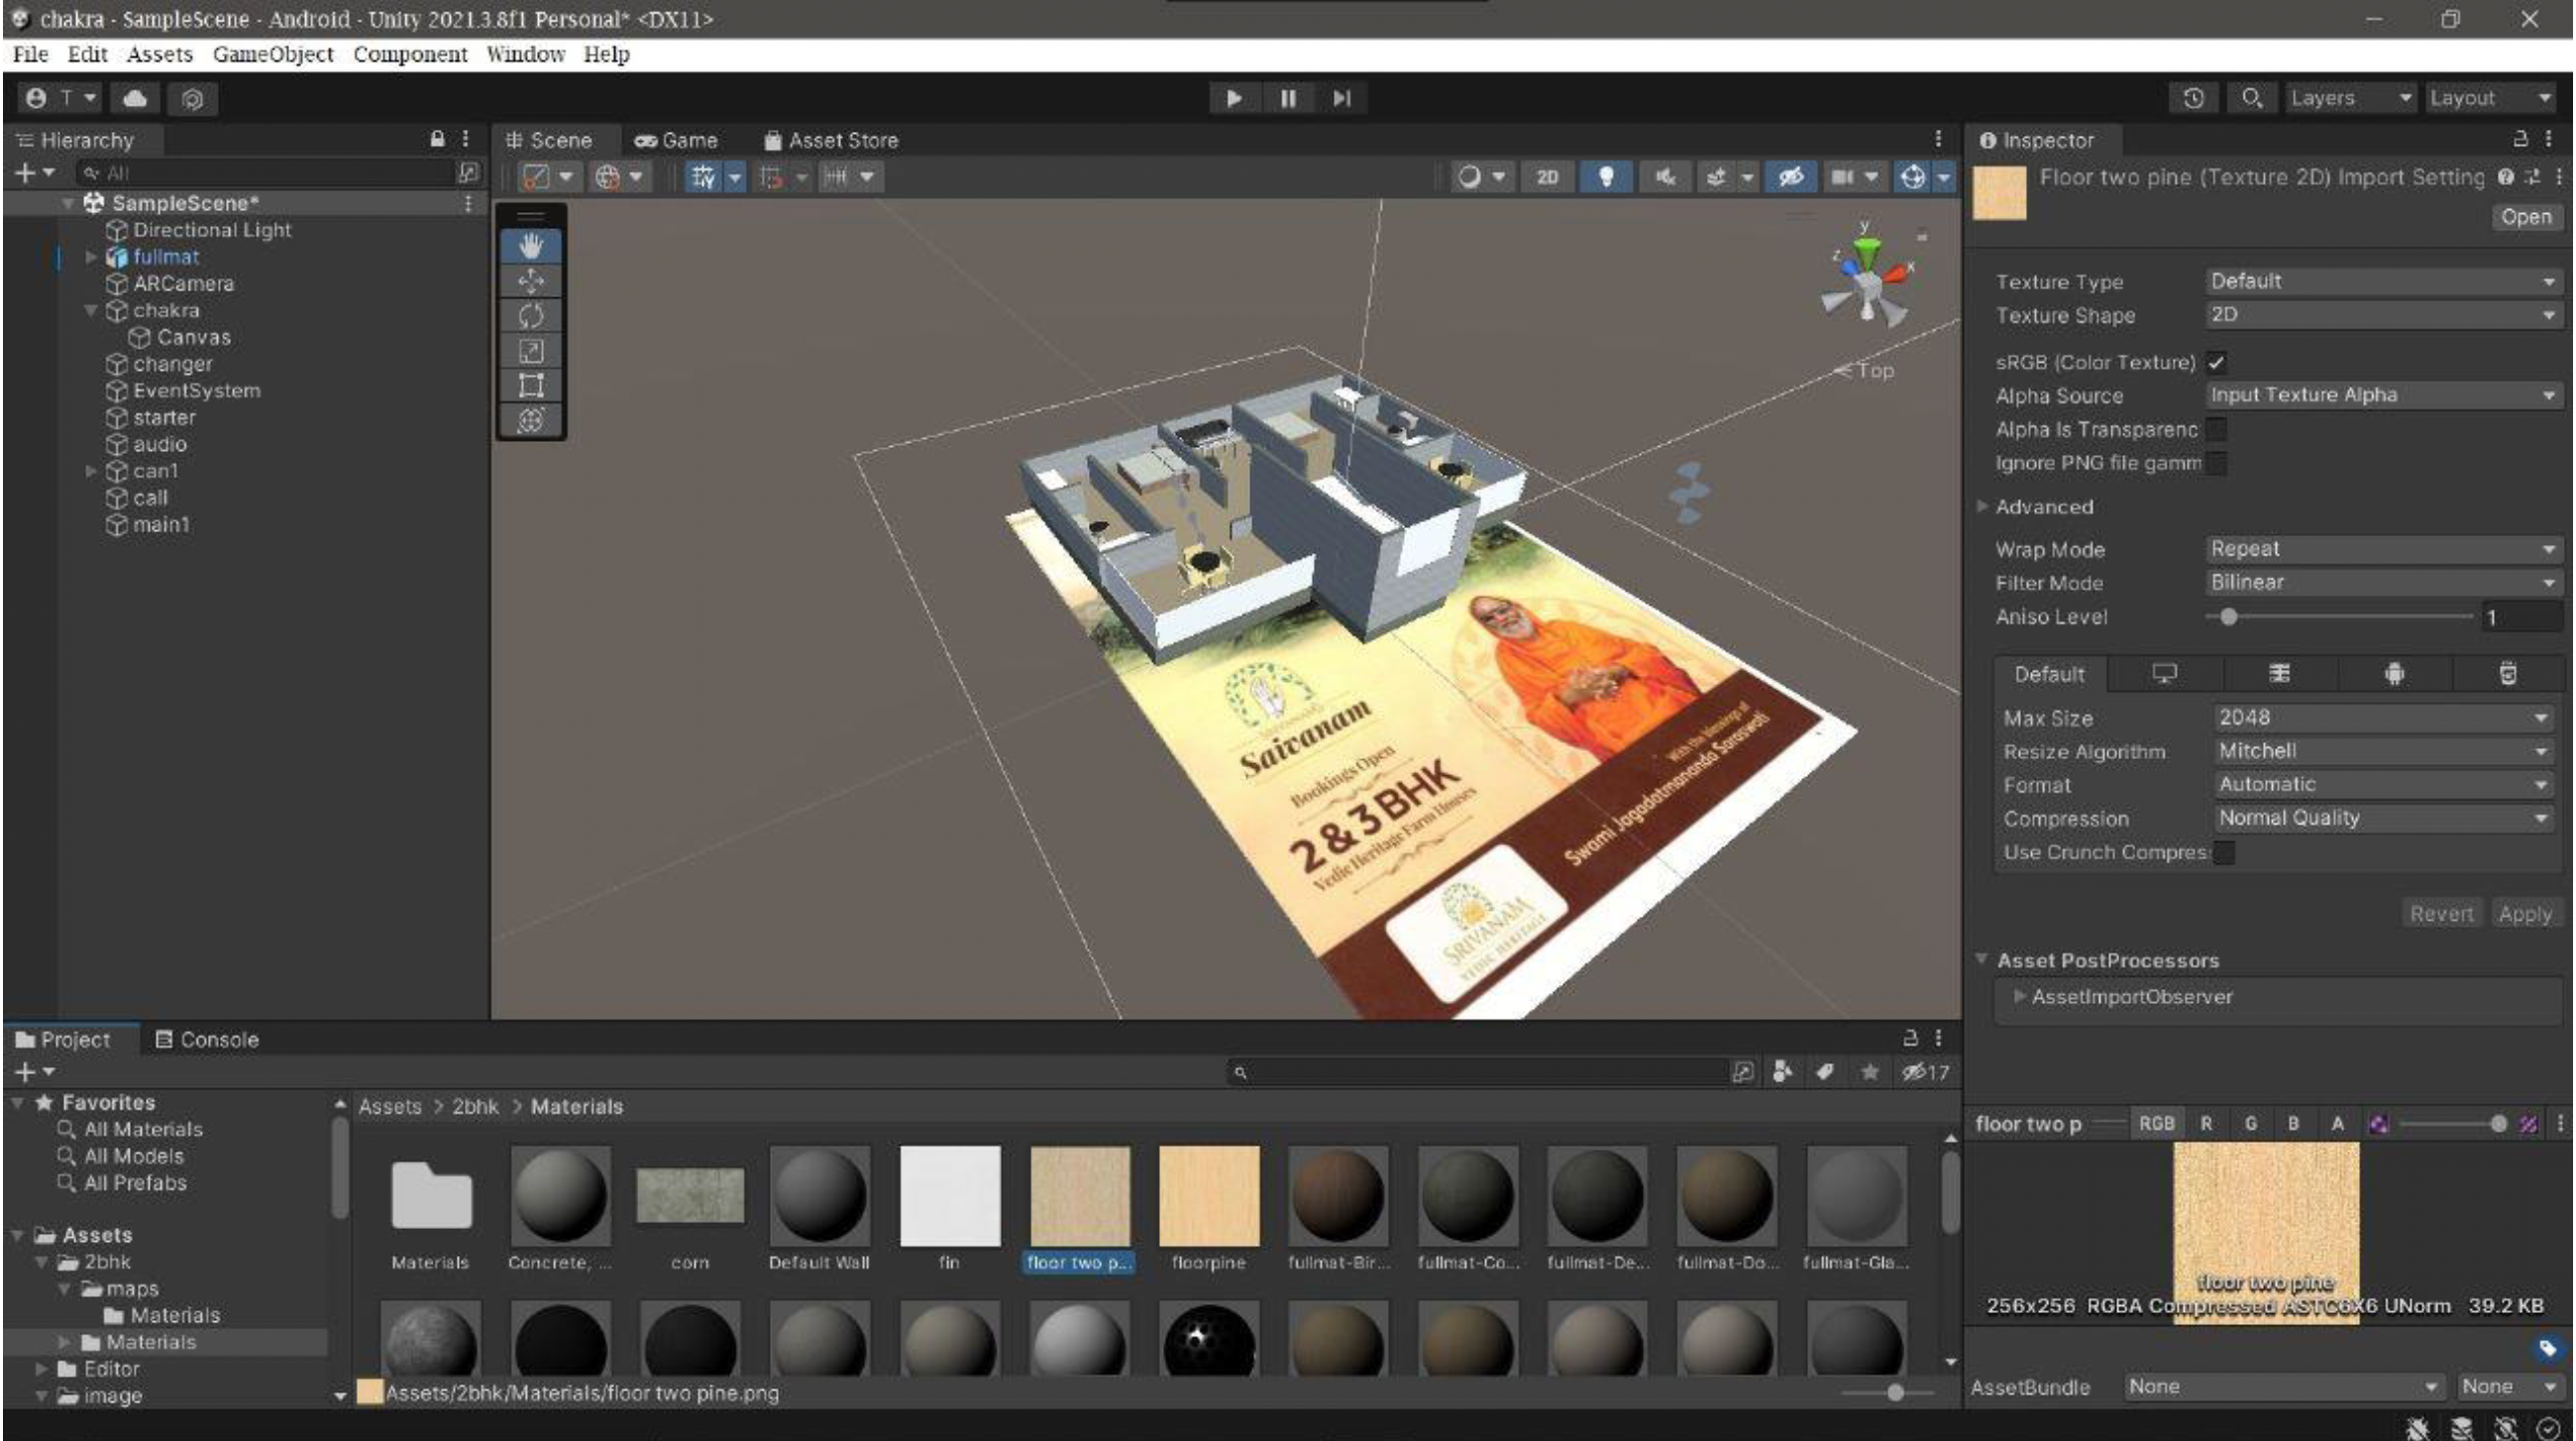 chakra - SampleScene - Android - Unity 2021.3.8f1 Personal* <DX11>
File Edit Assets GameObject Component Window Help
T
Layers
Layout
Hierarchy
All
SampleScene*
Directional Light
fullmat
ARCamera
chakra
Canvas
changer
EventSystem
starter
audio
can1
call
main1
Scene
Game
Asset Store
2D
y
z
x
Top
Saivanam
Bookings Open
2 & 3 BHK
Vedic Heritage Farm Houses
With the blessings of
Swami Jagadatmananda Saraswati
SRIVANAM
VEDIC HERITAGE
Inspector
Floor two pine (Texture 2D) Import Setting
Open
Texture Type Default
Texture Shape 2D
sRGB (Color Texture)
Alpha Source Input Texture Alpha
Alpha Is Transparenc
Ignore PNG file gamm
Advanced
Wrap Mode Repeat
Filter Mode Bilinear
Aniso Level 1
Default
Max Size 2048
Resize Algorithm Mitchell
Format Automatic
Compression Normal Quality
Use Crunch Compres
Revert Apply
Asset PostProcessors
AssetImportObserver
Project
Console
17
Favorites
All Materials
All Models
All Prefabs
Assets
2bhk
maps
Materials
Materials
Editor
image
Assets > 2bhk > Materials
Materials
Concrete, ...
corn
Default Wall
fin
floor two p...
floorpine
fullmat-Bir...
fullmat-Co...
fullmat-De...
fullmat-Do...
fullmat-Gla...
Assets/2bhk/Materials/floor two pine.png
floor two p
RGB R G B A
floor two pine
256x256 RGBA Compressed ASTC6X6 UNorm 39.2 KB
AssetBundle None None